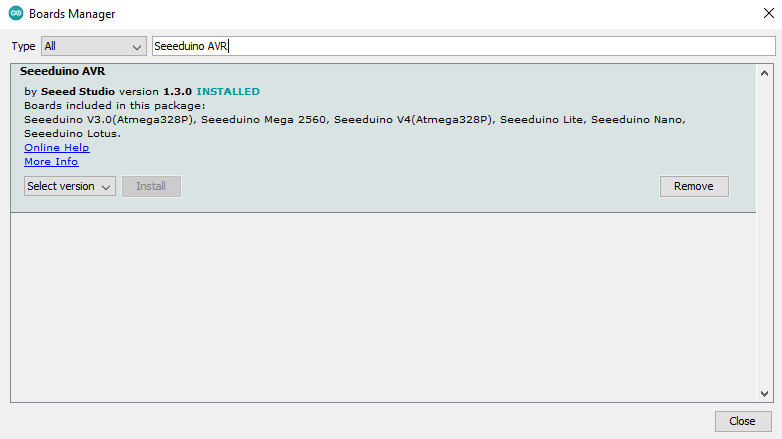 Boards Manager
Type All Seeeduino AVR
Seeeduino AVR
by Seeed Studio version 1.3.0 INSTALLED
Boards included in this package:
Seeeduino V3.0(Atmega328P), Seeeduino Mega 2560, Seeeduino V4(Atmega328P), Seeeduino Lite, Seeeduino Nano,
Seeeduino Lotus.
Online Help
More Info
Select version Install Remove
Close